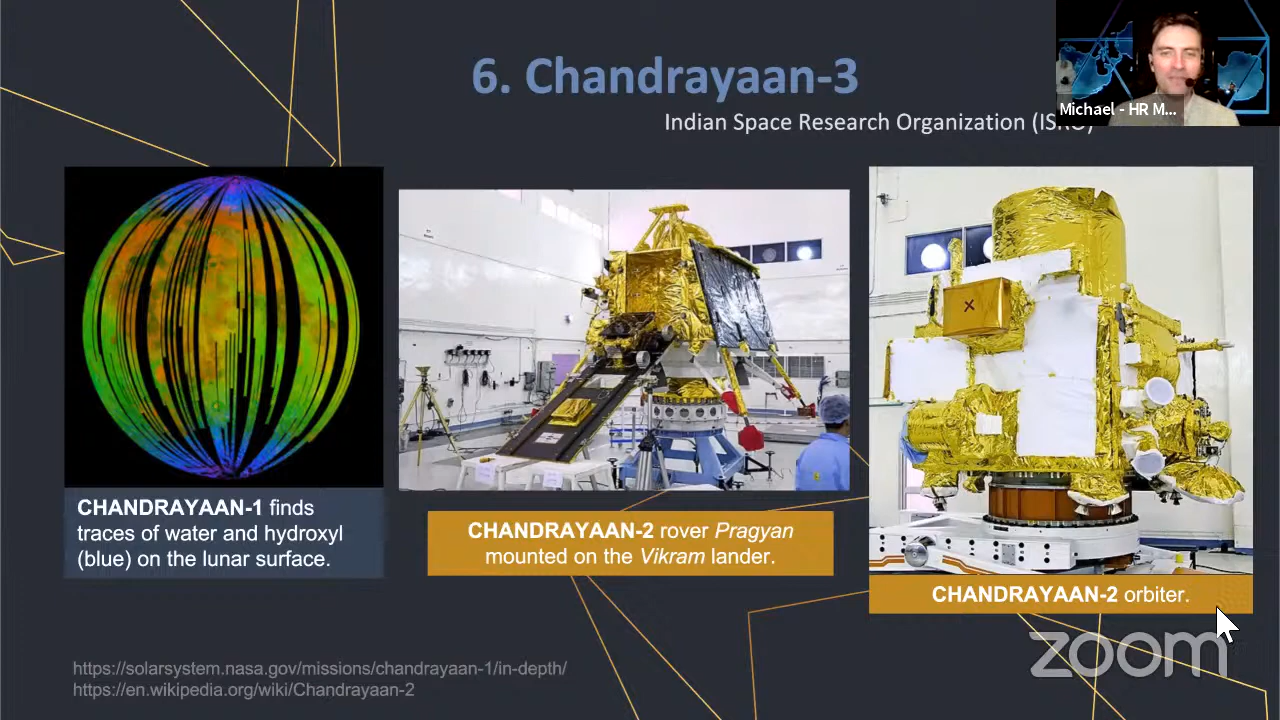 6. Chandrayaan-3
Michael - HR M...
Indian Space Research Organization (ISRO)
CHANDRAYAAN-1 finds
traces of water and hydroxyl
(blue) on the lunar surface.
CHANDRAYAAN-2 rover Pragyan
mounted on the Vikram lander.
CHANDRAYAAN-2 orbiter.
zoom
https://solarsystem.nasa.gov/missions/chandrayaan-1/in-depth/
https://en.wikipedia.org/wiki/Chandrayaan-2